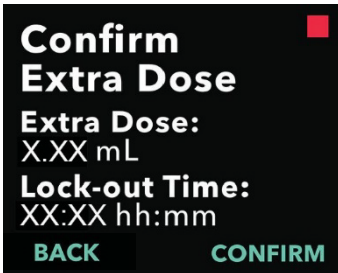 Confirm
Extra Dose
Extra Dose:
X.XX mL
Lock-out Time:
XX:XX hh:mm
BACK CONFIRM